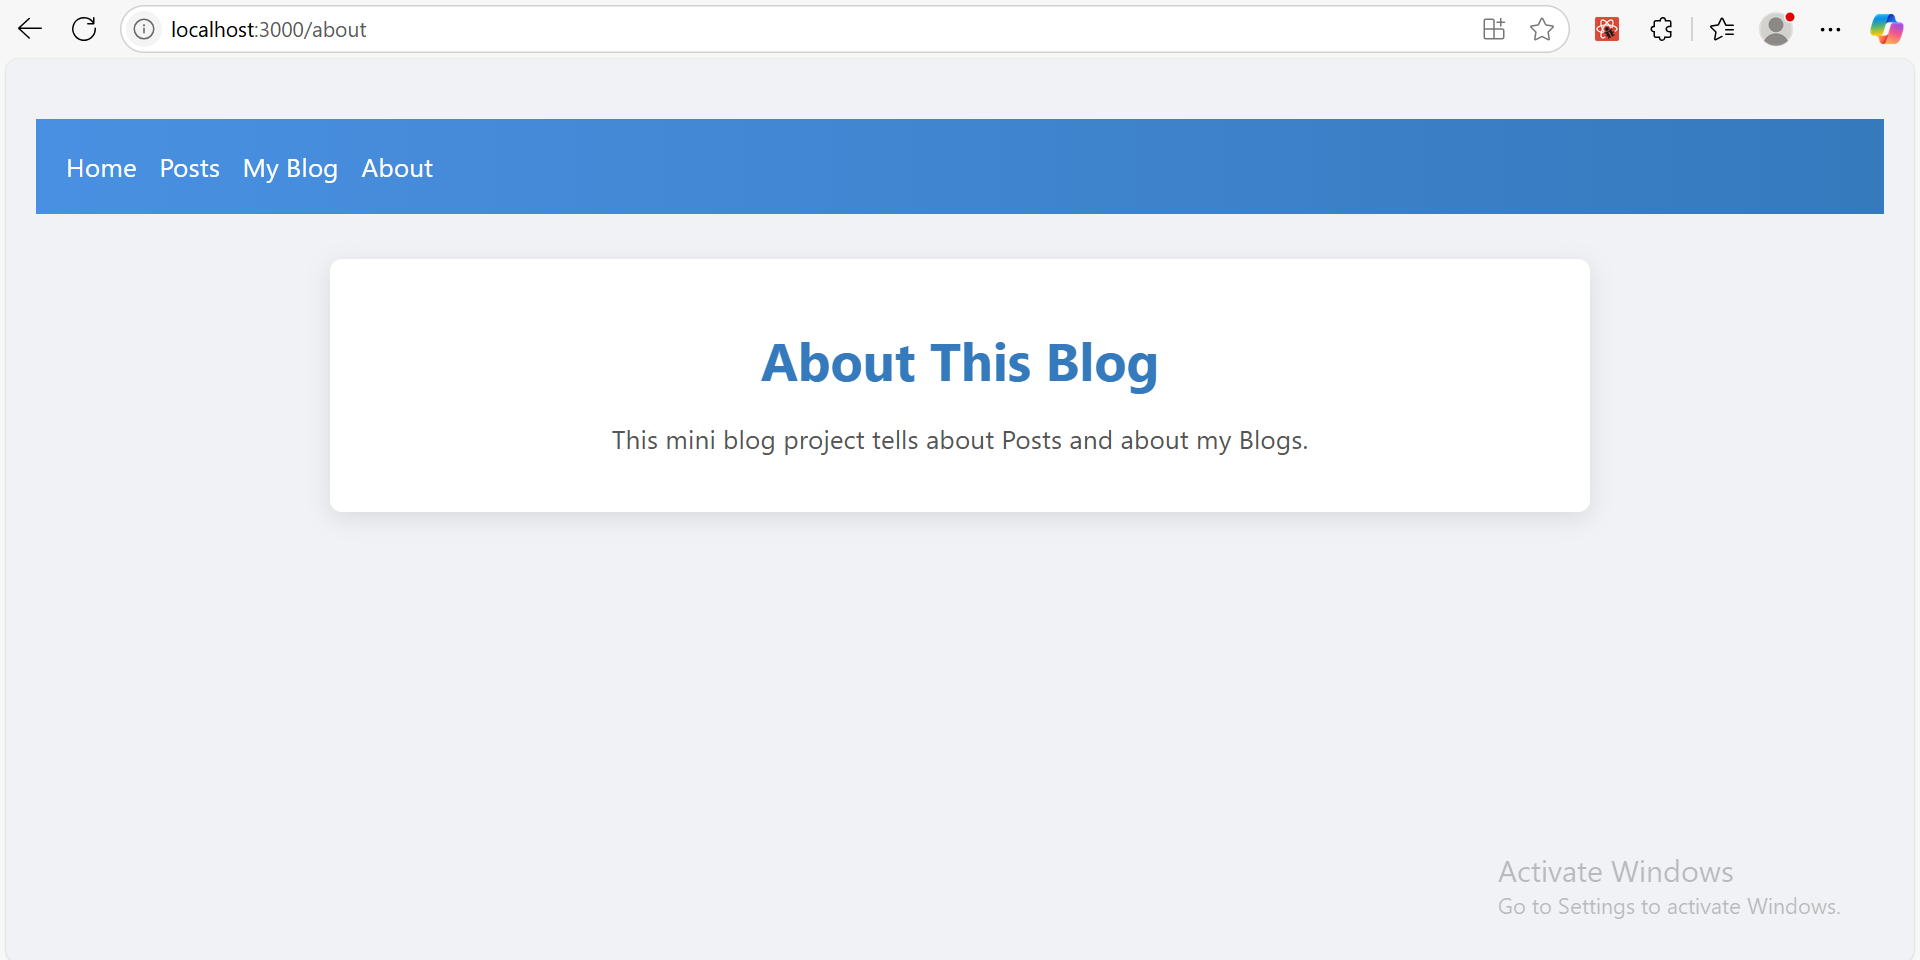 localhost:3000/about
Home Posts My Blog About
About This Blog
This mini blog project tells about Posts and about my Blogs.
Activate Windows
Go to Settings to activate Windows.